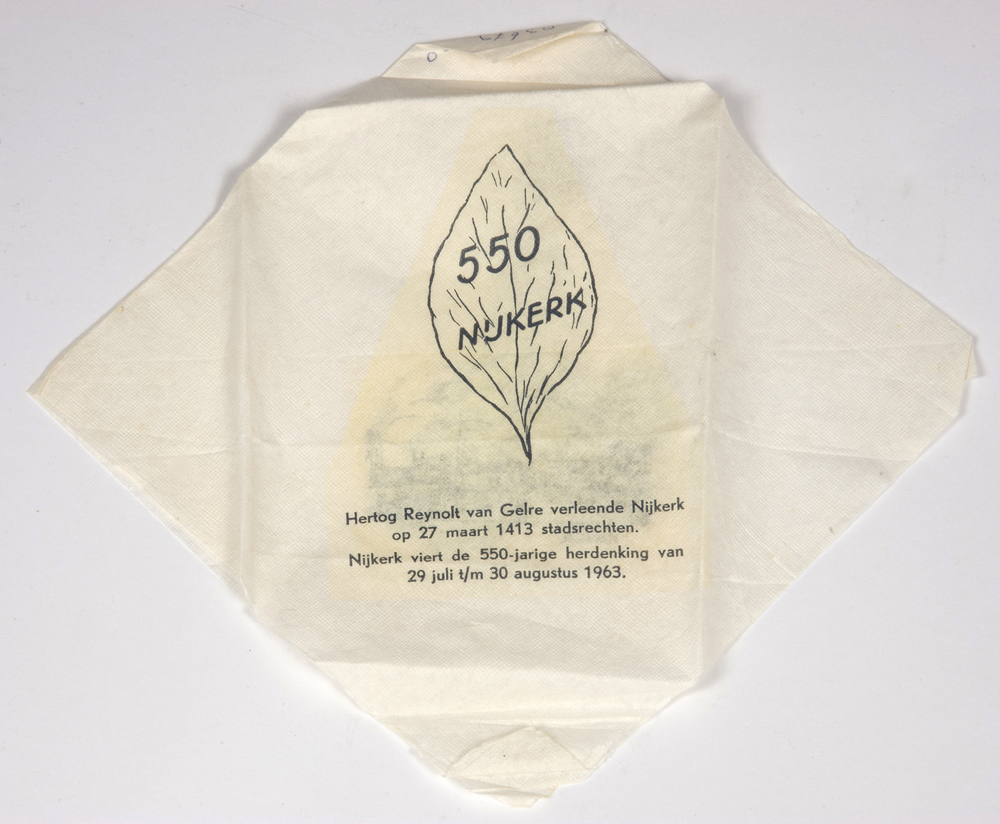 550
NIJKERK
Hertog Reynolt van Gelre verleende Nijkerk
op 27 maart 1413 stadsrechten.
Nijkerk viert de 550-jarige herdenking van
29 juli t/m 30 augustus 1963.